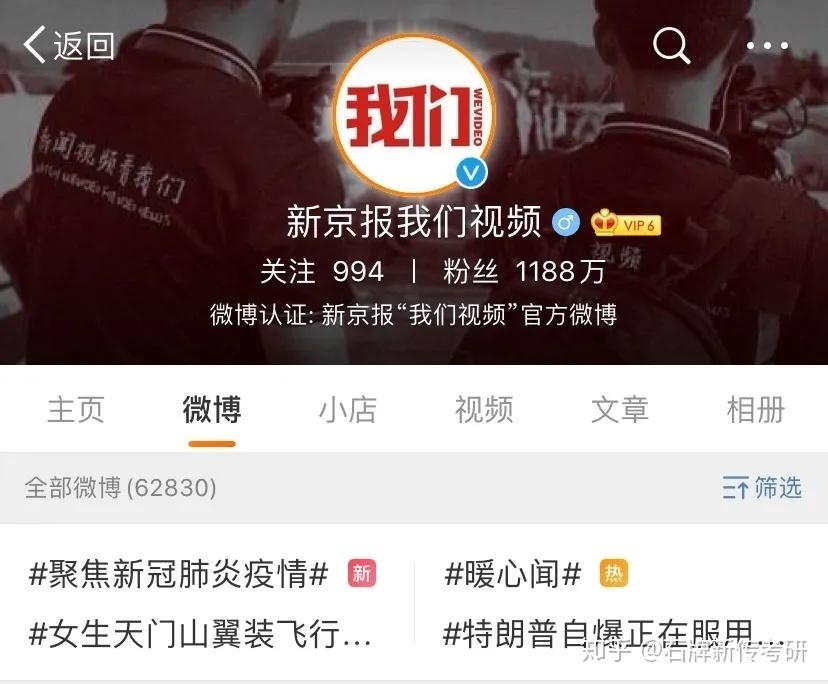 返回
我们
WEVIDEO
新闻视频看我们
新京报我们视频 VIP 6
视频
关注 994 | 粉丝 1188万
微博认证: 新京报“我们视频”官方微博
主页 微博 小店 视频 文章 相册
全部微博 (62830) 筛选
#聚焦新冠肺炎疫情# 新 #暖心闻# 热
#女生天门山翼装飞行... #特朗普自爆正在服用...
知乎 @石牌新传考研